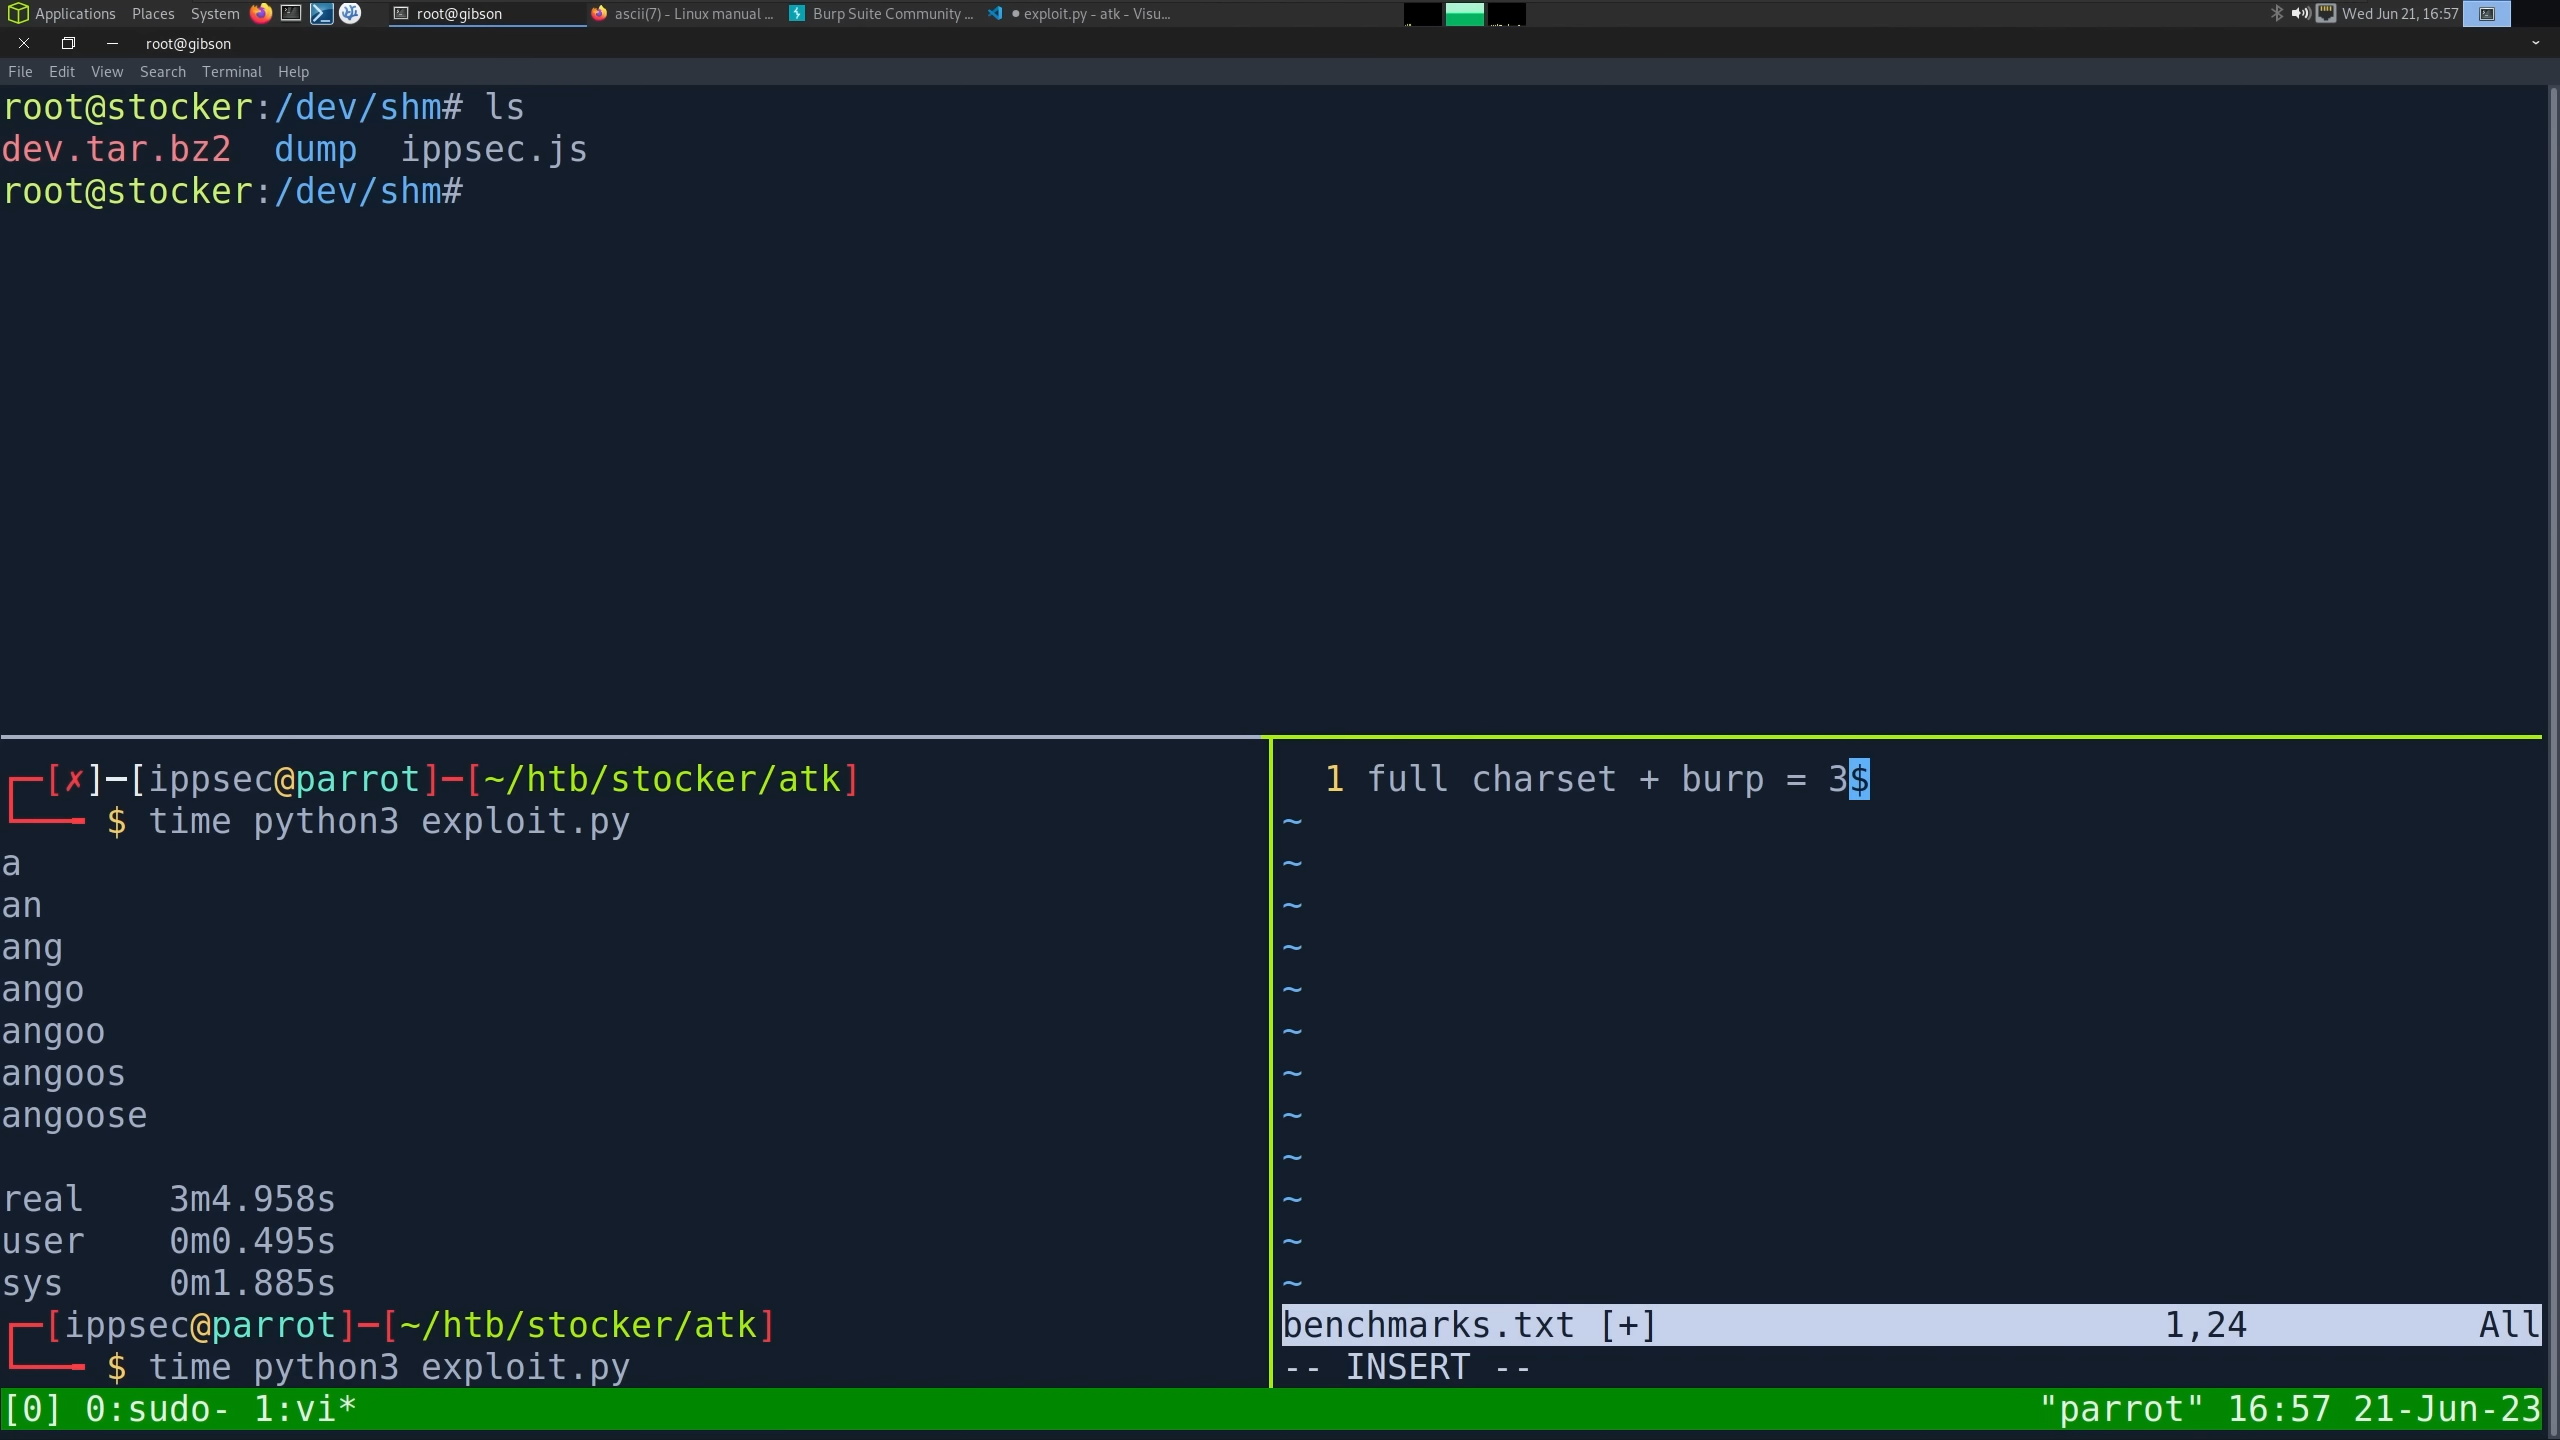 Applications Places System root@gibson ascii(7) - Linux manual ... Burp Suite Community ... ● exploit.py - atk - Visu... Wed Jun 21, 16:57
root@gibson
File Edit View Search Terminal Help
root@stocker:/dev/shm# ls
dev.tar.bz2  dump  ippsec.js
root@stocker:/dev/shm#
┌─[✗]─[ippsec@parrot]─[~/htb/stocker/atk]
└──╼ $ time python3 exploit.py
a
an
ang
ango
angoo
angoos
angoose
real    3m4.958s
user    0m0.495s
sys     0m1.885s
┌─[ippsec@parrot]─[~/htb/stocker/atk]
└──╼ $ time python3 exploit.py
1 full charset + burp = 3$
~
~
~
~
~
~
~
~
~
~
~
~
benchmarks.txt [+] 1,24 All
-- INSERT --
[0] 0:sudo- 1:vi* "parrot" 16:57 21-Jun-23